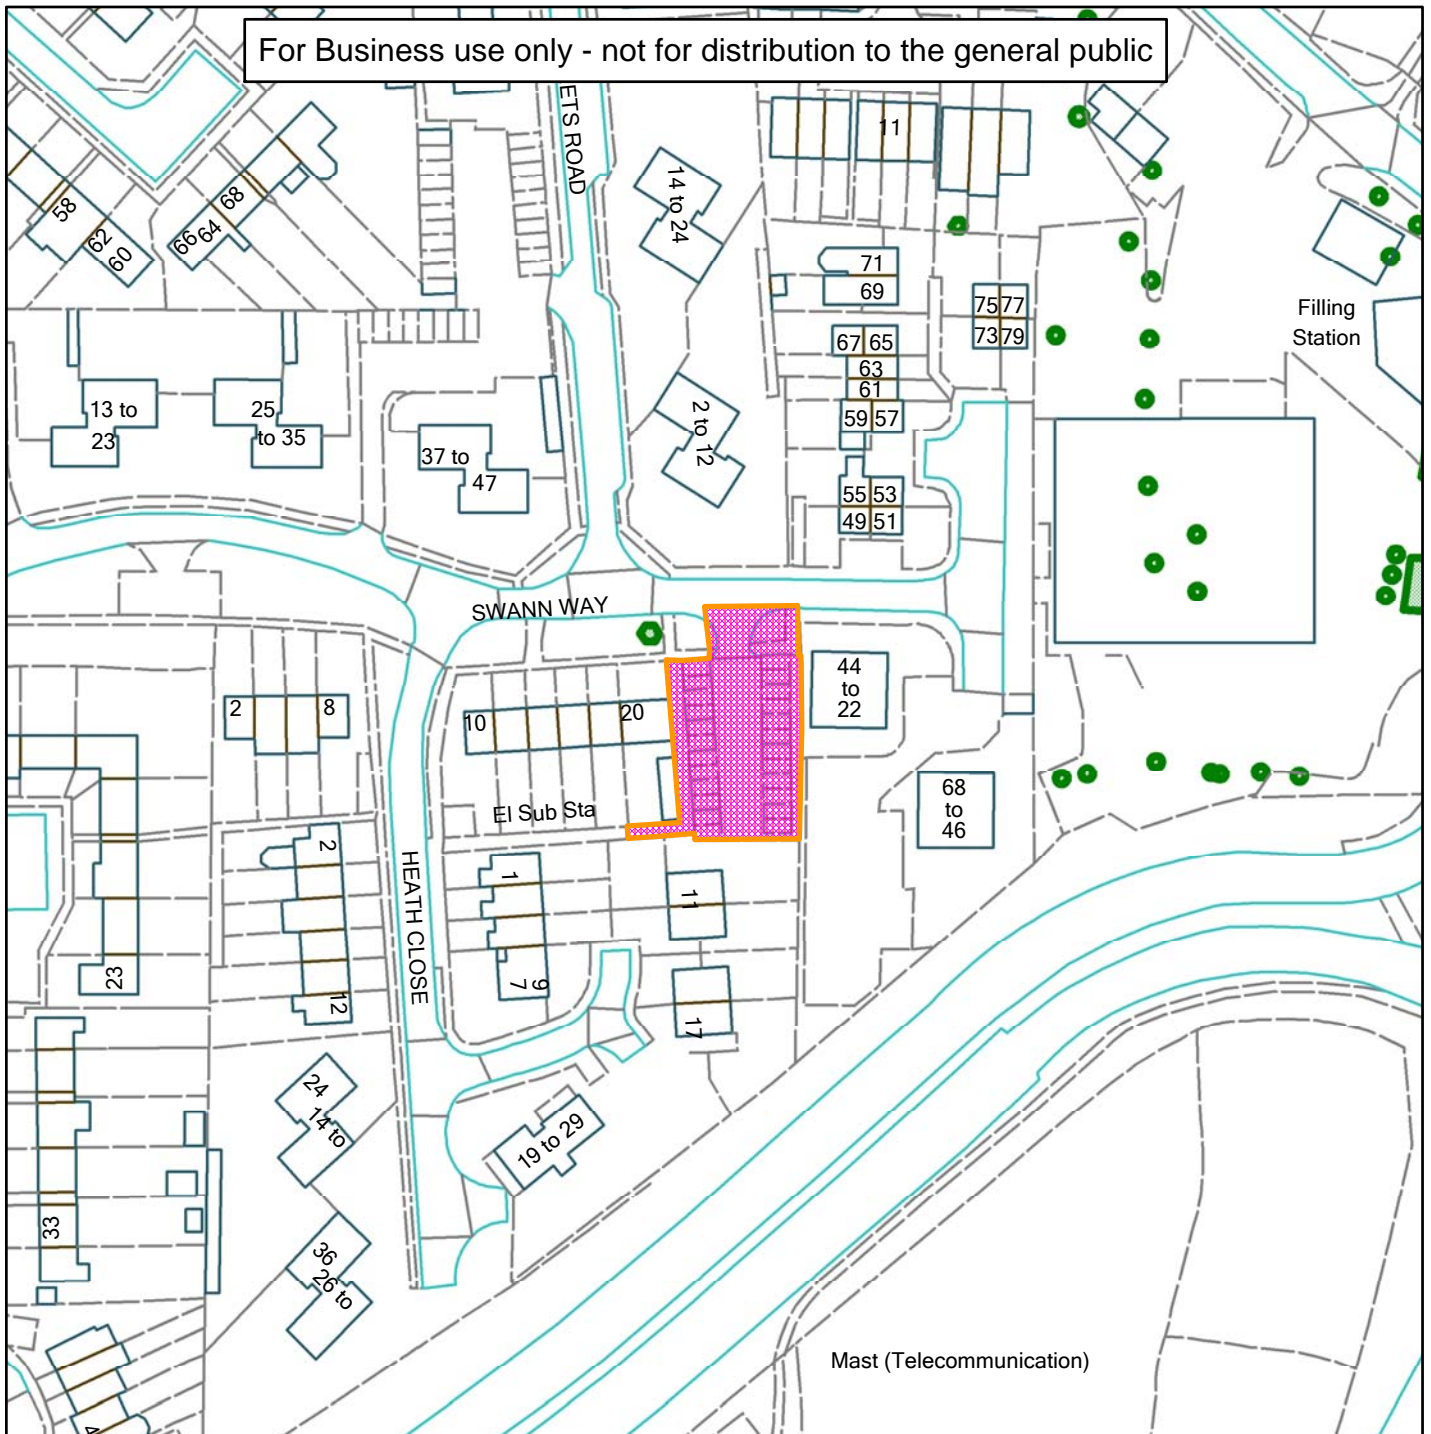 For Business use only - not for distribution to the general public
ETS ROAD
11
14 to 24
58
62
60
68
66
64
71
69
75 77
73 79
Filling
Station
67 65
63
61
59 57
55 53
49 51
13 to
23
25
to 35
37 to
47
2 to 12
SWANN WAY
44
to
22
2
8
10
20
El Sub Sta
68
to
46
2
12
HEATH CLOSE
1
7
9
11
17
23
24
14 to
19 to 29
33
36
26 to
Mast (Telecommunication)
4